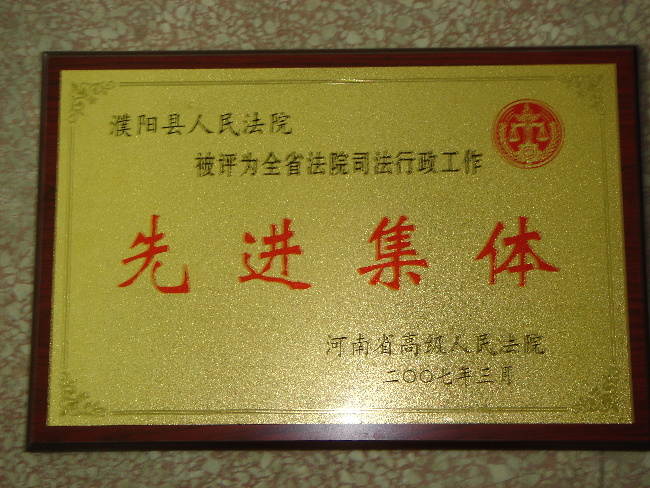 濮阳县人民法院
被评为全省法院司法行政工作
先进集体
河南省高级人民法院
二〇〇七年三月